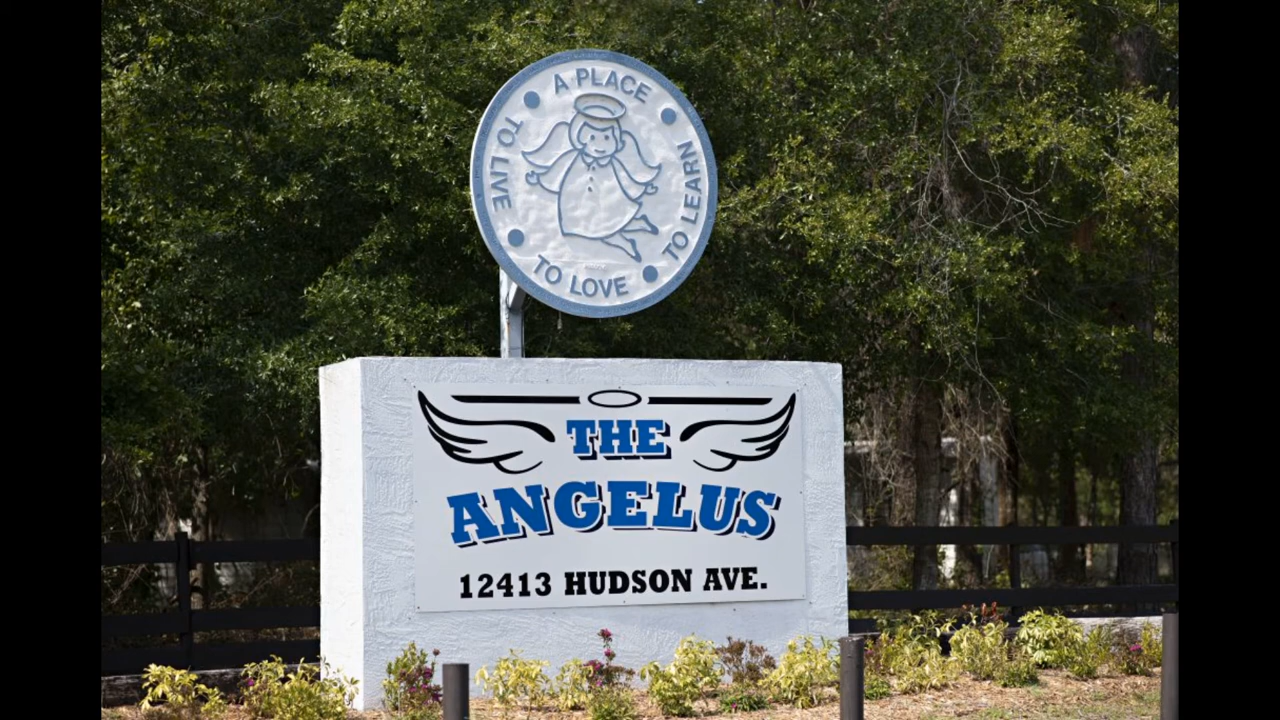 A PLACE
TO LIVE
TO LEARN
TO LOVE
THE
ANGELUS
12413 HUDSON AVE.